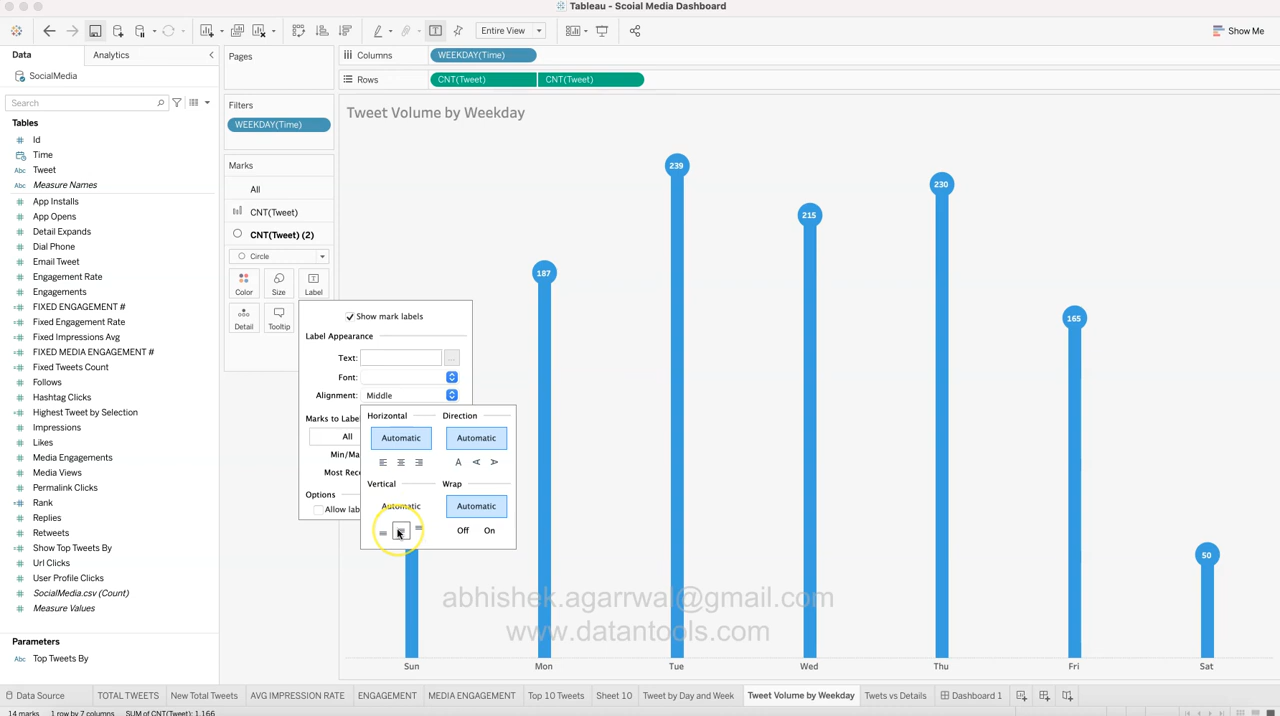 Tableau - Scoial Media Dashboard
Entire View
Show Me
Data
Analytics
Pages
Columns
WEEKDAY(Time)
SocialMedia
Rows
CNT(Tweet)
CNT(Tweet)
Search
Filters
WEEKDAY(Time)
Tweet Volume by Weekday
Tables
Id
Time
Abc Tweet
Abc Measure Names
App Installs
App Opens
Detail Expands
Dial Phone
Email Tweet
Engagement Rate
Engagements
FIXED ENGAGEMENT #
Fixed Engagement Rate
Fixed Impressions Avg
FIXED MEDIA ENGAGEMENT #
Fixed Tweets Count
Follows
Hashtag Clicks
Highest Tweet by Selection
Impressions
Likes
Media Engagements
Media Views
Permalink Clicks
Rank
Replies
Retweets
Show Top Tweets By
Url Clicks
User Profile Clicks
SocialMedia.csv (Count)
Measure Values
Parameters
Abc Top Tweets By
Marks
All
CNT(Tweet)
CNT(Tweet) (2)
Circle
Color
Size
Label
Detail
Tooltip
Show mark labels
Label Appearance
Text:
Font:
Alignment: Middle
Marks to Labe
All
Min/Ma
Most Rece
Options
Allow lab
Horizontal
Direction
Automatic
Automatic
A
A
A
Vertical
Wrap
Automatic
Automatic
Off
On
187
239
215
230
165
50
abhishek.agarrwal@gmail.com
www.datantools.com
Sun
Mon
Tue
Wed
Thu
Fri
Sat
Data Source
TOTAL TWEETS
New Total Tweets
AVG IMPRESSION RATE
ENGAGEMENT
MEDIA ENGAGEMENT
Top 10 Tweets
Sheet 10
Tweet by Day and Week
Tweet Volume by Weekday
Twets vs Details
Dashboard 1
14 marks
1 row by 7 columns
SUM of CNT(Tweet): 1,166